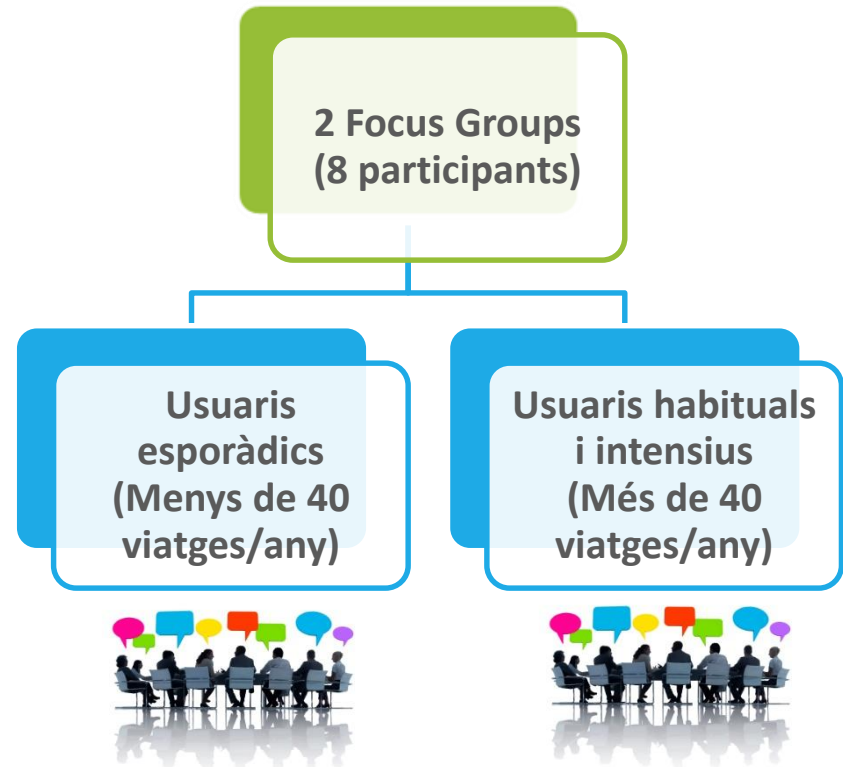 2 Focus Groups
(8 participants)
Usuaris
esporàdics
(Menys de 40
viatges/any)
Usuaris habituals
i intensius
(Més de 40
viatges/any)